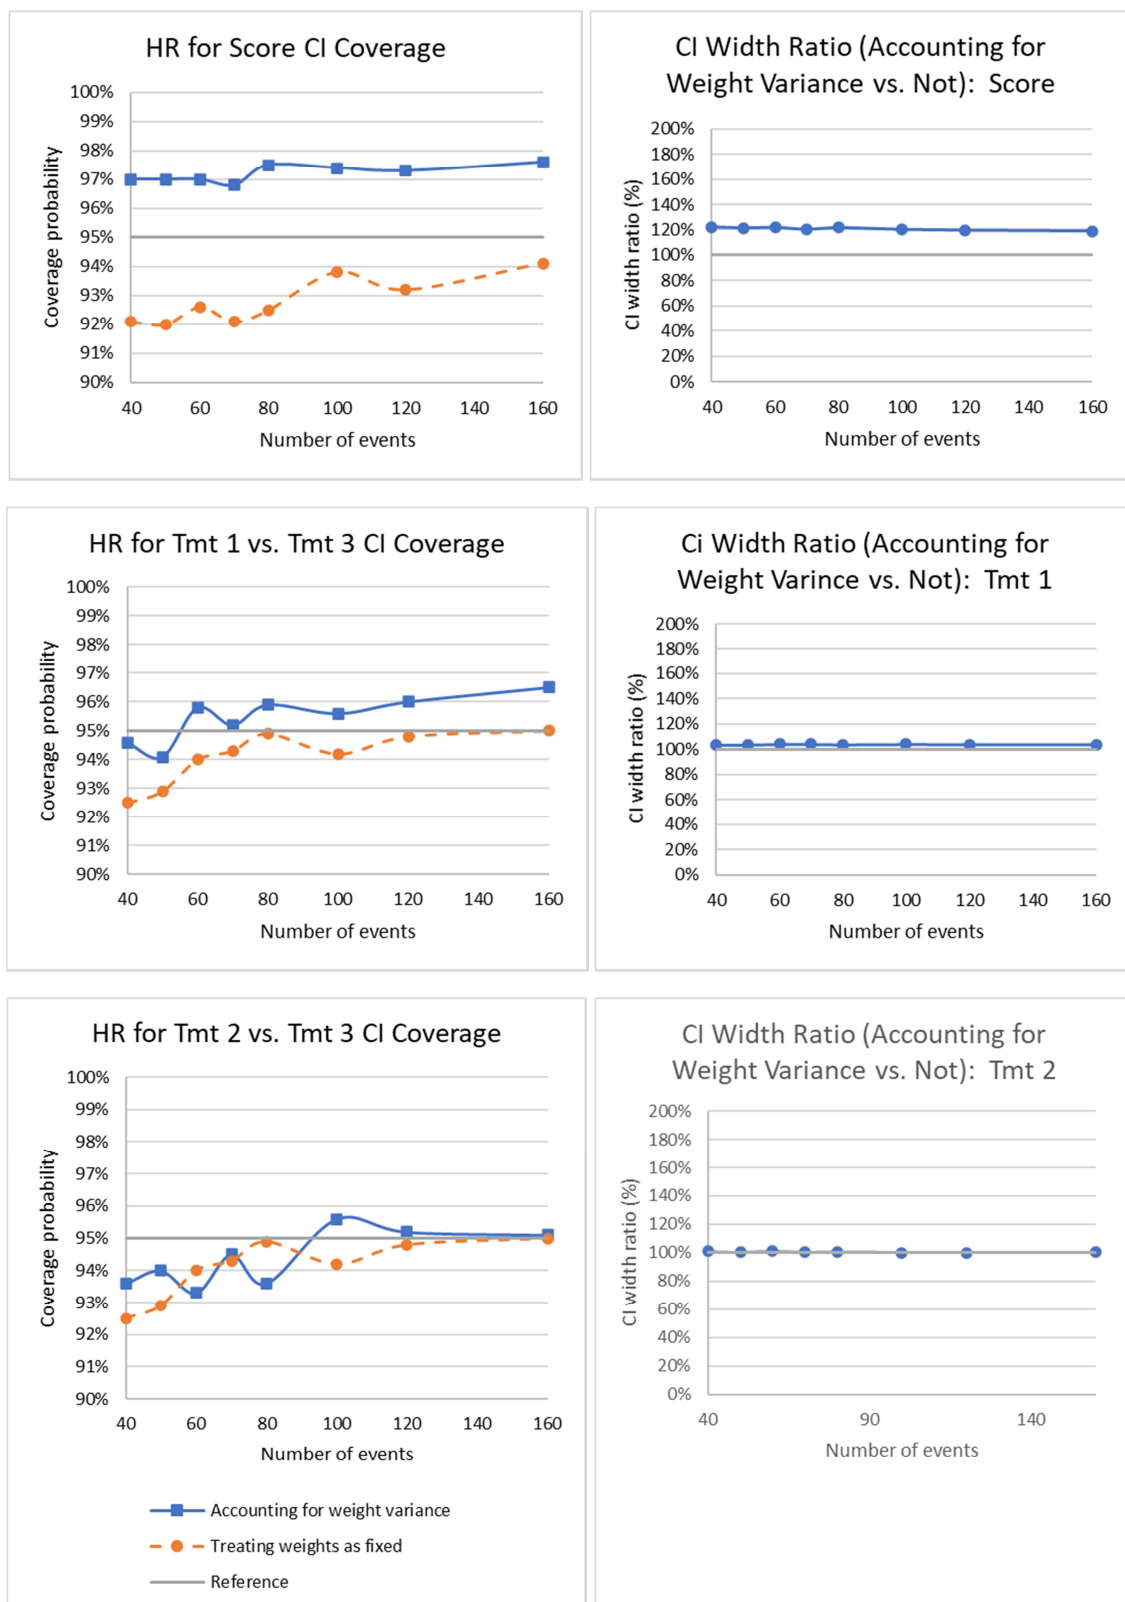 HR for Score CI Coverage
100%
99%
98%
97%
96%
95%
94%
93%
92%
91%
90%
Coverage probability
40 60 80 100 120 140 160
Number of events
CI Width Ratio (Accounting for
Weight Variance vs. Not): Score
200%
180%
160%
140%
120%
100%
80%
60%
40%
20%
0%
CI width ratio (%)
40 60 80 100 120 140 160
Number of events
HR for Tmt 1 vs. Tmt 3 CI Coverage
100%
99%
98%
97%
96%
95%
94%
93%
92%
91%
90%
Coverage probability
40 60 80 100 120 140 160
Number of events
Ci Width Ratio (Accounting for
Weight Varince vs. Not): Tmt 1
200%
180%
160%
140%
120%
100%
80%
60%
40%
20%
0%
CI width ratio (%)
40 60 80 100 120 140 160
Number of events
HR for Tmt 2 vs. Tmt 3 CI Coverage
100%
99%
98%
97%
96%
95%
94%
93%
92%
91%
90%
Coverage probability
40 60 80 100 120 140 160
Number of events
Accounting for weight variance
Treating weights as fixed
Reference
CI Width Ratio (Accounting for
Weight Variance vs. Not): Tmt 2
200%
180%
160%
140%
120%
100%
80%
60%
40%
20%
0%
CI width ratio (%)
40 90 140
Number of events